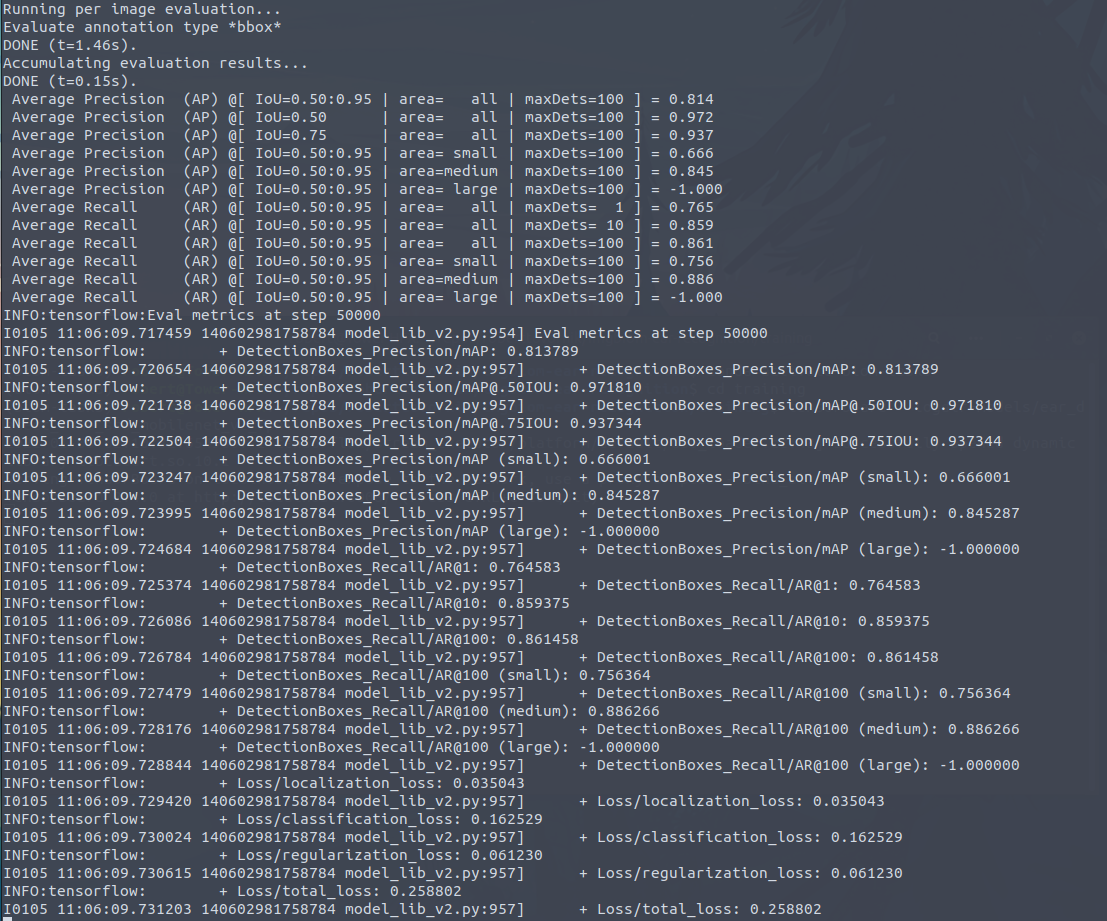 Running per image evaluation...
Evaluate annotation type *bbox*
DONE (t=1.46s).
Accumulating evaluation results...
DONE (t=0.15s).
 Average Precision  (AP) @[ IoU=0.50:0.95 | area=   all | maxDets=100 ] = 0.814
 Average Precision  (AP) @[ IoU=0.50      | area=   all | maxDets=100 ] = 0.972
 Average Precision  (AP) @[ IoU=0.75      | area=   all | maxDets=100 ] = 0.937
 Average Precision  (AP) @[ IoU=0.50:0.95 | area= small | maxDets=100 ] = 0.666
 Average Precision  (AP) @[ IoU=0.50:0.95 | area=medium | maxDets=100 ] = 0.845
 Average Precision  (AP) @[ IoU=0.50:0.95 | area= large | maxDets=100 ] = -1.000
 Average Recall     (AR) @[ IoU=0.50:0.95 | area=   all | maxDets=  1 ] = 0.765
 Average Recall     (AR) @[ IoU=0.50:0.95 | area=   all | maxDets= 10 ] = 0.859
 Average Recall     (AR) @[ IoU=0.50:0.95 | area=   all | maxDets=100 ] = 0.861
 Average Recall     (AR) @[ IoU=0.50:0.95 | area= small | maxDets=100 ] = 0.756
 Average Recall     (AR) @[ IoU=0.50:0.95 | area=medium | maxDets=100 ] = 0.886
 Average Recall     (AR) @[ IoU=0.50:0.95 | area= large | maxDets=100 ] = -1.000
INFO:tensorflow:Eval metrics at step 50000
I0105 11:06:09.717459 140602981758784 model_lib_v2.py:954] Eval metrics at step 50000
INFO:tensorflow:        + DetectionBoxes_Precision/mAP: 0.813789
I0105 11:06:09.720654 140602981758784 model_lib_v2.py:957]      + DetectionBoxes_Precision/mAP: 0.813789
INFO:tensorflow:        + DetectionBoxes_Precision/mAP@.50IOU: 0.971810
I0105 11:06:09.721738 140602981758784 model_lib_v2.py:957]      + DetectionBoxes_Precision/mAP@.50IOU: 0.971810
INFO:tensorflow:        + DetectionBoxes_Precision/mAP@.75IOU: 0.937344
I0105 11:06:09.722504 140602981758784 model_lib_v2.py:957]      + DetectionBoxes_Precision/mAP@.75IOU: 0.937344
INFO:tensorflow:        + DetectionBoxes_Precision/mAP (small): 0.666001
I0105 11:06:09.723247 140602981758784 model_lib_v2.py:957]      + DetectionBoxes_Precision/mAP (small): 0.666001
INFO:tensorflow:        + DetectionBoxes_Precision/mAP (medium): 0.845287
I0105 11:06:09.723995 140602981758784 model_lib_v2.py:957]      + DetectionBoxes_Precision/mAP (medium): 0.845287
INFO:tensorflow:        + DetectionBoxes_Precision/mAP (large): -1.000000
I0105 11:06:09.724684 140602981758784 model_lib_v2.py:957]      + DetectionBoxes_Precision/mAP (large): -1.000000
INFO:tensorflow:        + DetectionBoxes_Recall/AR@1: 0.764583
I0105 11:06:09.725374 140602981758784 model_lib_v2.py:957]      + DetectionBoxes_Recall/AR@1: 0.764583
INFO:tensorflow:        + DetectionBoxes_Recall/AR@10: 0.859375
I0105 11:06:09.726086 140602981758784 model_lib_v2.py:957]      + DetectionBoxes_Recall/AR@10: 0.859375
INFO:tensorflow:        + DetectionBoxes_Recall/AR@100: 0.861458
I0105 11:06:09.726784 140602981758784 model_lib_v2.py:957]      + DetectionBoxes_Recall/AR@100: 0.861458
INFO:tensorflow:        + DetectionBoxes_Recall/AR@100 (small): 0.756364
I0105 11:06:09.727479 140602981758784 model_lib_v2.py:957]      + DetectionBoxes_Recall/AR@100 (small): 0.756364
INFO:tensorflow:        + DetectionBoxes_Recall/AR@100 (medium): 0.886266
I0105 11:06:09.728176 140602981758784 model_lib_v2.py:957]      + DetectionBoxes_Recall/AR@100 (medium): 0.886266
INFO:tensorflow:        + DetectionBoxes_Recall/AR@100 (large): -1.000000
I0105 11:06:09.728844 140602981758784 model_lib_v2.py:957]      + DetectionBoxes_Recall/AR@100 (large): -1.000000
INFO:tensorflow:        + Loss/localization_loss: 0.035043
I0105 11:06:09.729420 140602981758784 model_lib_v2.py:957]      + Loss/localization_loss: 0.035043
INFO:tensorflow:        + Loss/classification_loss: 0.162529
I0105 11:06:09.730024 140602981758784 model_lib_v2.py:957]      + Loss/classification_loss: 0.162529
INFO:tensorflow:        + Loss/regularization_loss: 0.061230
I0105 11:06:09.730615 140602981758784 model_lib_v2.py:957]      + Loss/regularization_loss: 0.061230
INFO:tensorflow:        + Loss/total_loss: 0.258802
I0105 11:06:09.731203 140602981758784 model_lib_v2.py:957]      + Loss/total_loss: 0.258802